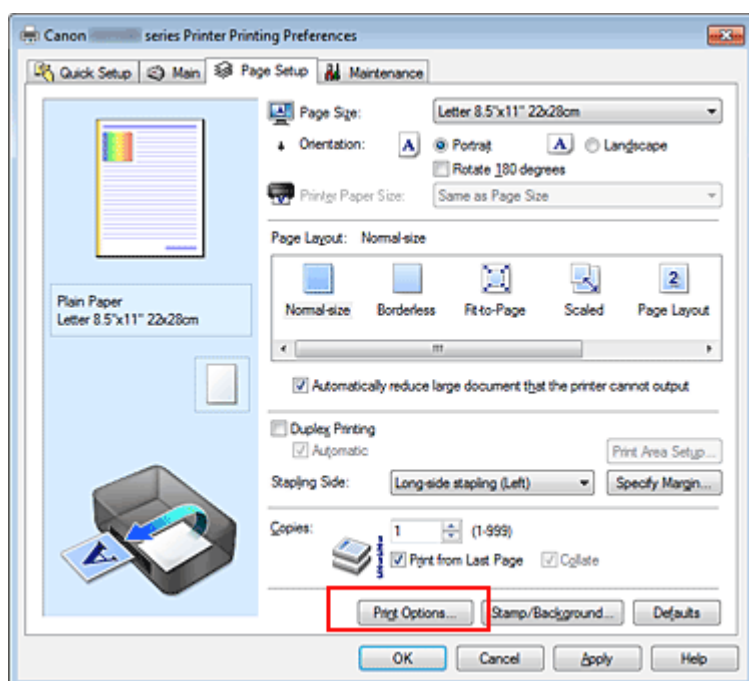 Canon series Printer Printing Preferences
Quick Setup Main Page Setup Maintenance
Page Size: Letter 8.5"x11" 22x28cm
Orientation: A Portrait A Landscape
Rotate 180 degrees
Printer Paper Size: Same as Page Size
Page Layout: Normal-size
2
Normal-size Borderless Fit-to-Page Scaled Page Layout
Plain Paper
Letter 8.5"x11" 22x28cm
Automatically reduce large document that the printer cannot output
Duplex Printing
Automatic
Print Area Setup...
Stapling Side: Long-side stapling (Left) Specify Margin...
Copies: 1 (1-999)
Print from Last Page Collate
A
Print Options... Stamp/Background... Defaults
OK Cancel Apply Help